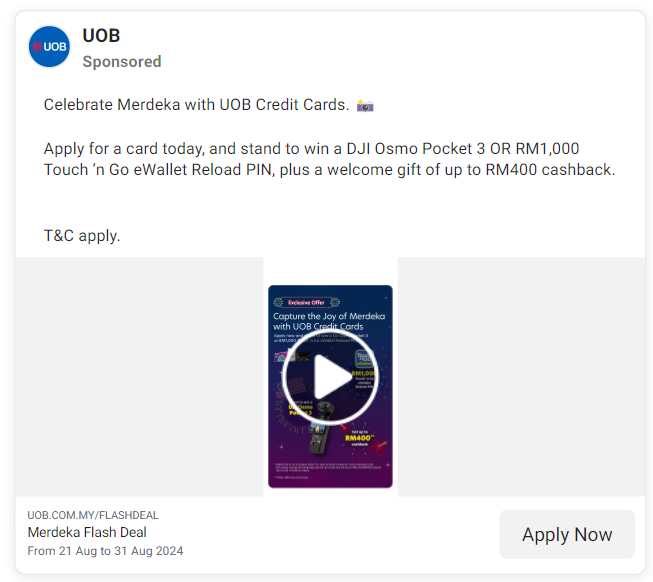 UOB
UOB
Sponsored
Celebrate Merdeka with UOB Credit Cards. 📸
Apply for a card today, and stand to win a DJI Osmo Pocket 3 OR RM1,000
Touch ‘n Go eWallet Reload PIN, plus a welcome gift of up to RM400 cashback.
T&C apply.
Exclusive Offer
Capture the Joy of Merdeka
with UOB Credit Cards
RM1,000
Pocket 3
Get up to
RM400**
cashback
UOB.COM.MY/FLASHDEAL
Merdeka Flash Deal
From 21 Aug to 31 Aug 2024
Apply Now